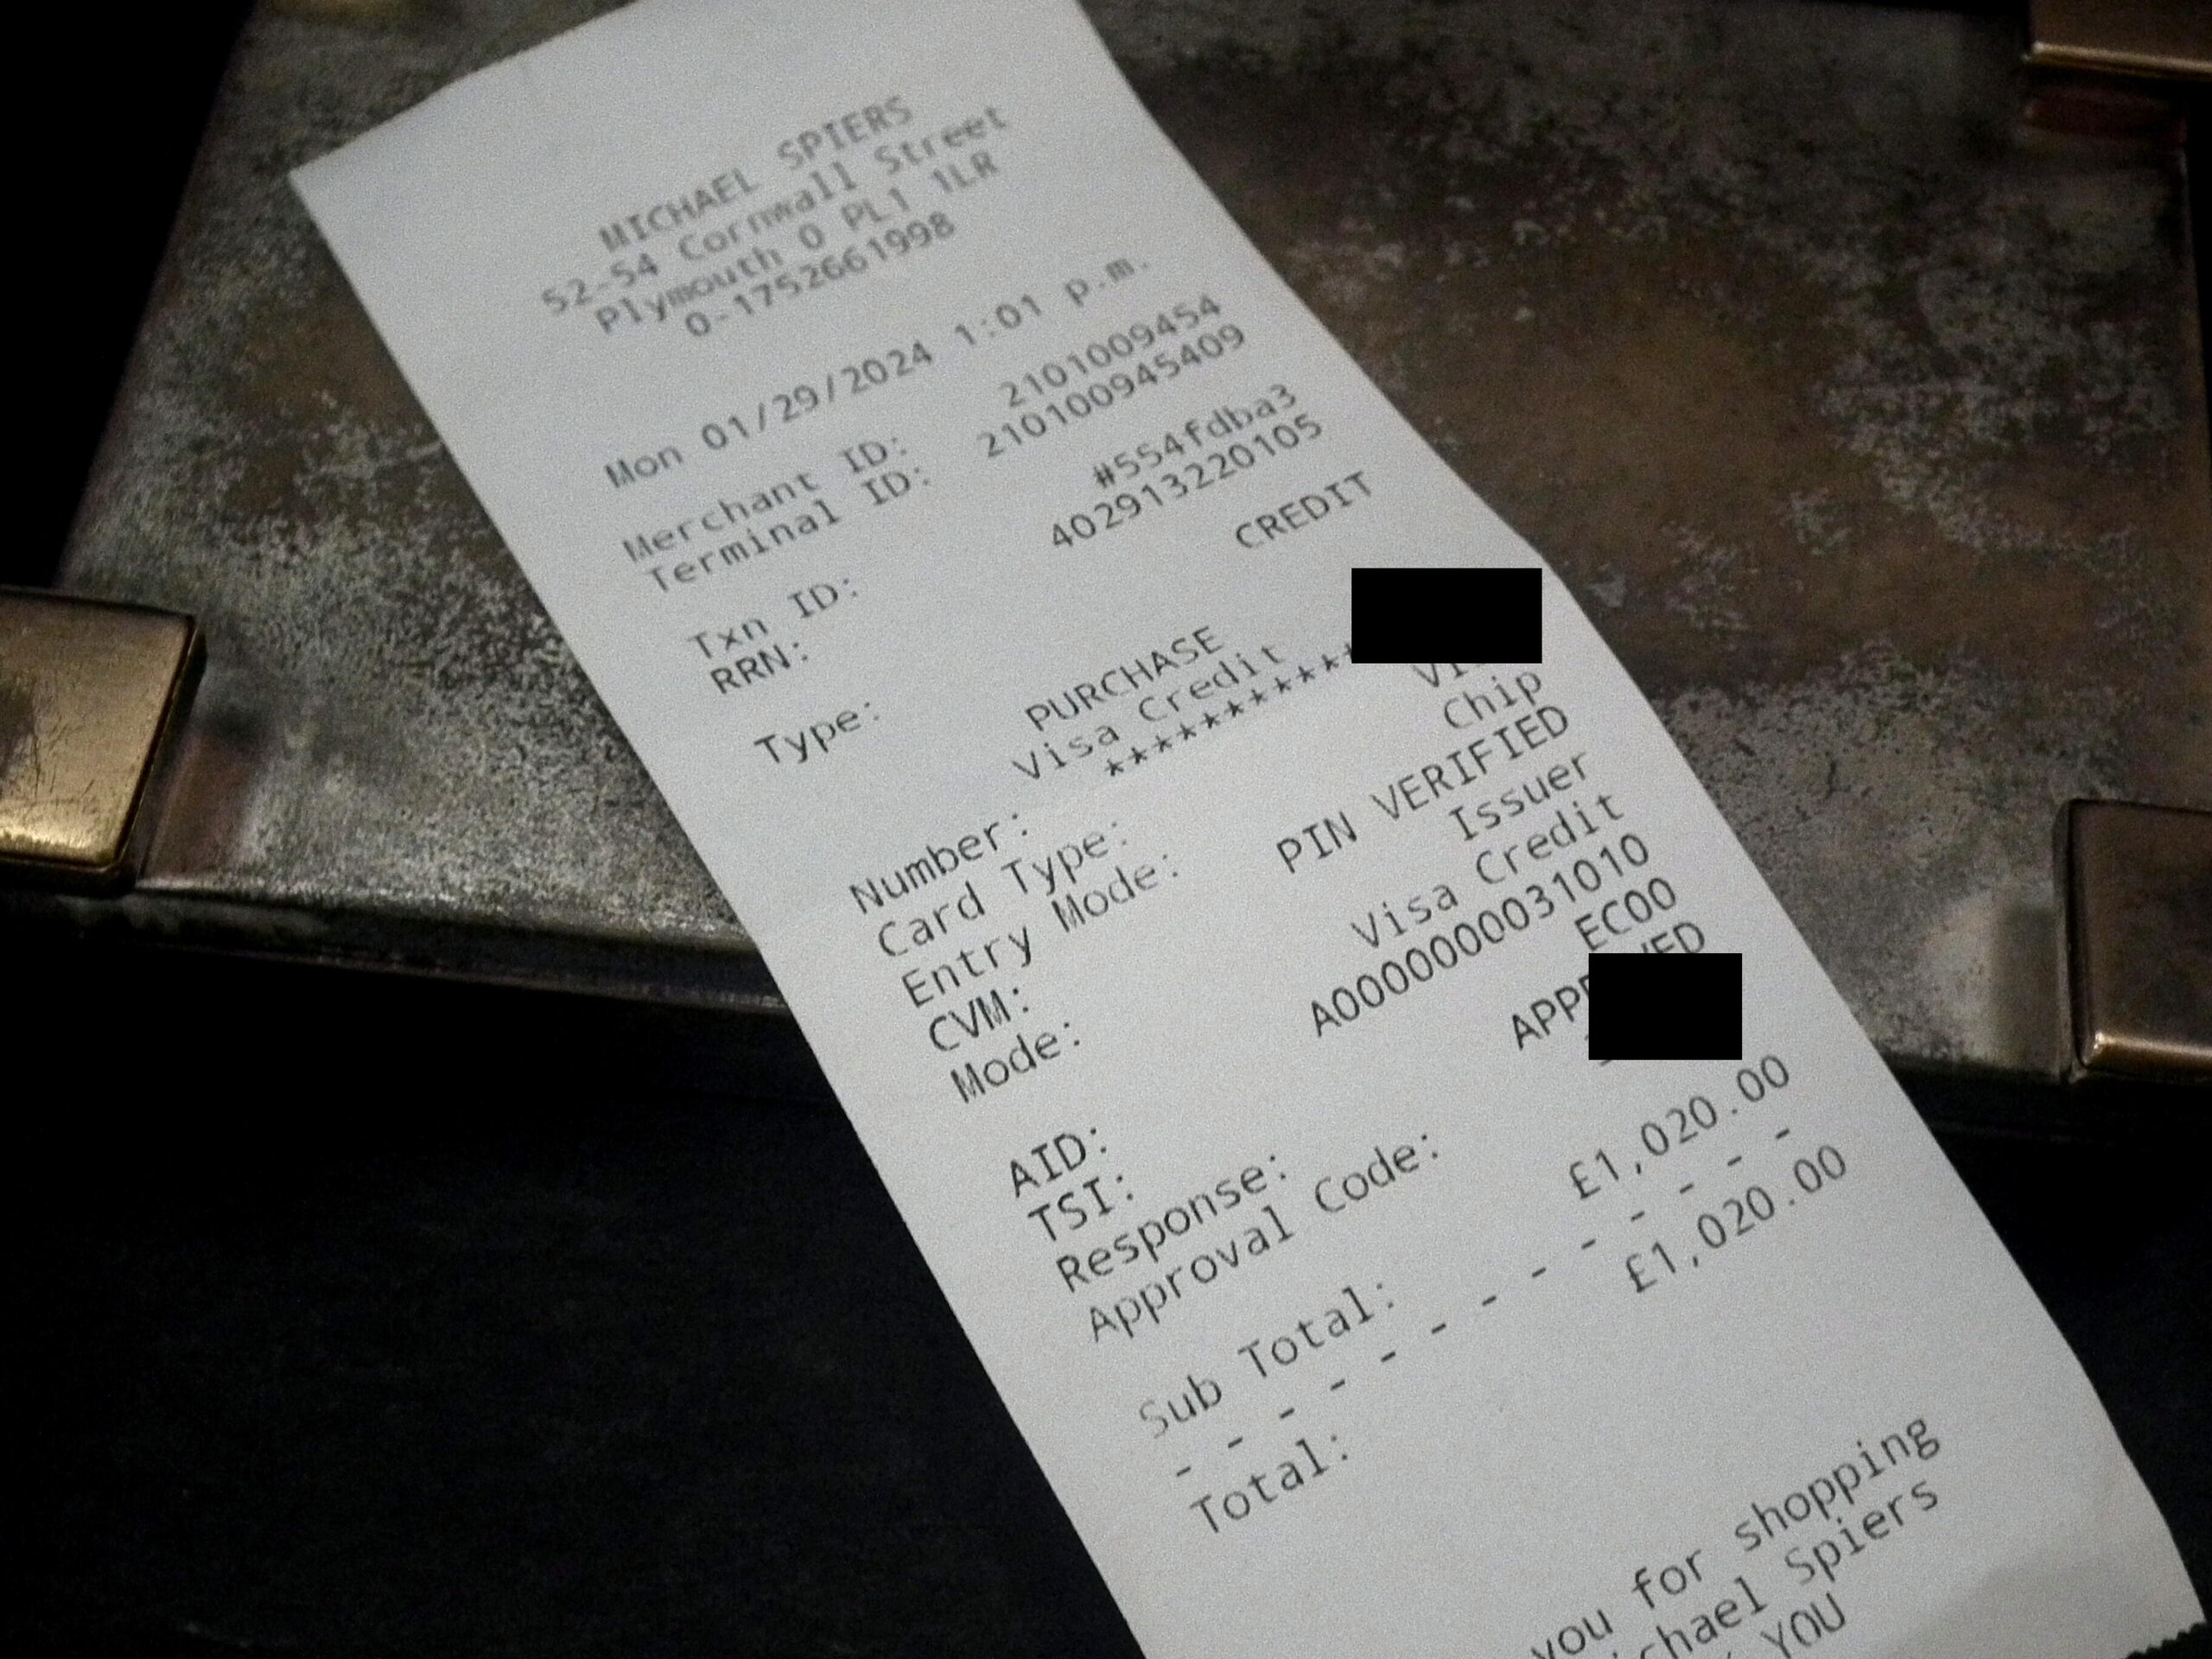 MICHAEL SPIERS
52-54 Cornwall Street
Plymouth 0 PL1 1LR
0-1752661998
Mon 01/29/2024 1:01 p.m.
Merchant ID: 2101009454
Terminal ID: 210100945409
Txn ID: #554fdba3
RRN: 402913220105
Type: CREDIT
PURCHASE
Visa Credit
Number: ***********
Card Type:
Entry Mode: Chip
CVM: PIN VERIFIED
Mode: Issuer
Visa Credit
AID: A0000000031010
TSI: EC00
Response:
Approval Code:
Sub Total: £1,020.00
- - - - - - - - - - - - -
Total: £1,020.00
you for shopping
Spiers
YOU